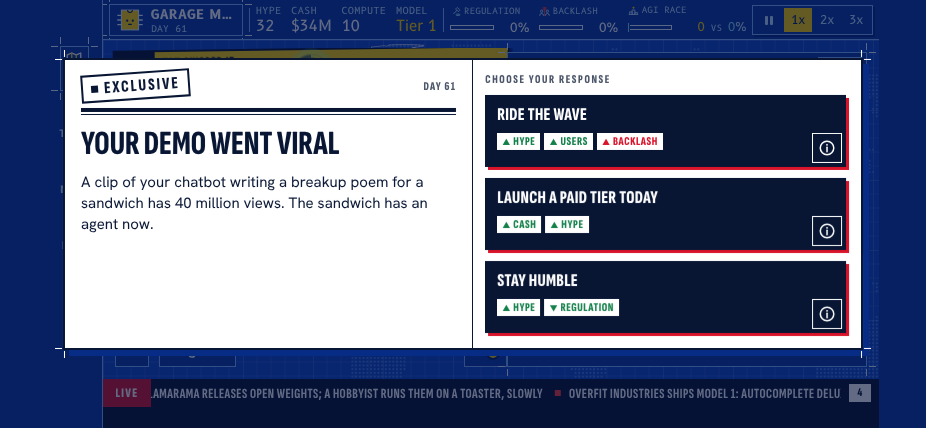 GARAGE M...
DAY 61
HYPE
32
CASH
$34M
COMPUTE
10
MODEL
Tier 1
REGULATION
0%
BACKLASH
0%
AGI RACE
0 VS 0%
1x
2x
3x
EXCLUSIVE
DAY 61
YOUR DEMO WENT VIRAL
A clip of your chatbot writing a breakup poem for a
sandwich has 40 million views. The sandwich has an
agent now.
CHOOSE YOUR RESPONSE
RIDE THE WAVE
▲ HYPE ▲ USERS ▲ BACKLASH
LAUNCH A PAID TIER TODAY
▲ CASH ▲ HYPE
STAY HUMBLE
▲ HYPE ▼ REGULATION
LIVE
AMARAMA RELEASES OPEN WEIGHTS; A HOBBYIST RUNS THEM ON A TOASTER, SLOWLY ■ OVERFIT INDUSTRIES SHIPS MODEL 1: AUTOCOMPLETE DELU
4